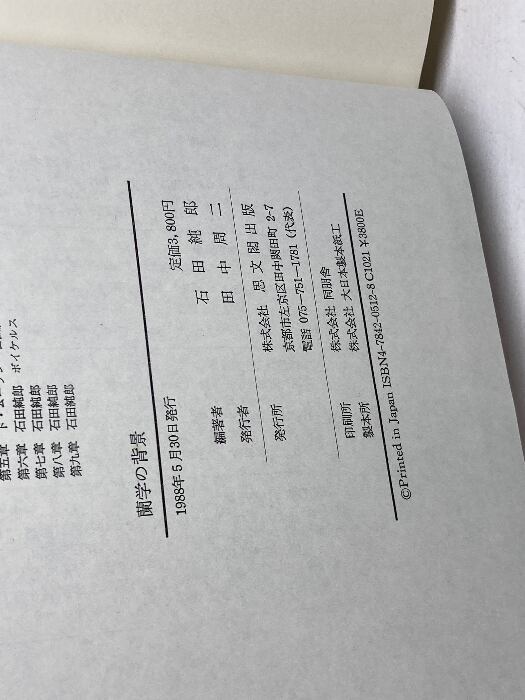 第六章 石田純郎 ボイケルス
第七章 石田純郎
第八章 石田純郎
第九章 石田純郎
蘭学の背景
1988年5月30日発行 定価3,800円
編著者 石田純郎
発行者 田中周二
発行所 株式会社 思文閣出版
京都市左京区田中関田町 2-7
電話 075-751-1781 (代表)
印刷所 株式会社 同朋舎
製本所 株式会社 大日本製本紙工
©Printed in Japan ISBN4-7842-0512-8 C1021 ¥3800E